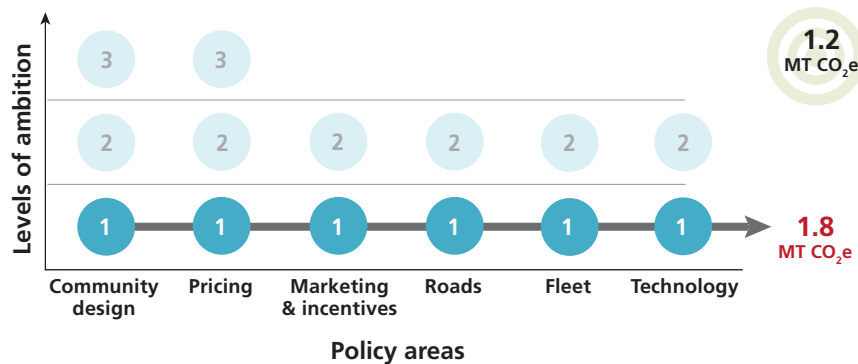 Levels of ambition
3 3
1.2
MT CO₂e
2 2 2 2 2 2
1 1 1 1 1 1
1.8
MT CO₂e
Community design
Pricing
Marketing & incentives
Roads
Fleet
Technology
Policy areas